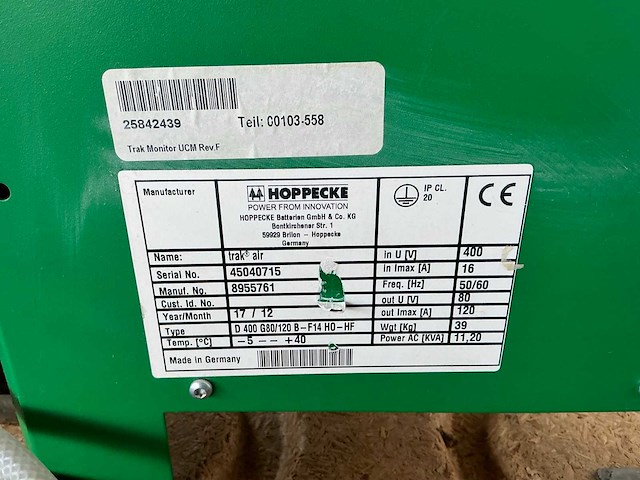 25842439 Teil: C0103-558
Trak Monitor UCM Rev.F
Manufacturer
HOPPECKE
POWER FROM INNOVATION
HOPPECKE Batterien GmbH & Co. KG
Bontkirchener Str. 1
59929 Brilon - Hoppecke
Germany
IP CL.
20
CE
Name: trak® air
Serial No. 45040715
Manuf. No. 8955761
Cust. Id. No.
Year/Month 17 / 12
Type D 400 G80/120 B-F14 HO-HF
Temp. [°C] -5 -- +40
Made in Germany
in U [V] 400
in Imax [A] 16
Freq. [Hz] 50/60
out U [V] 80
out Imax [A] 120
Wgt [Kg] 39
Power AC [KVA] 11,20